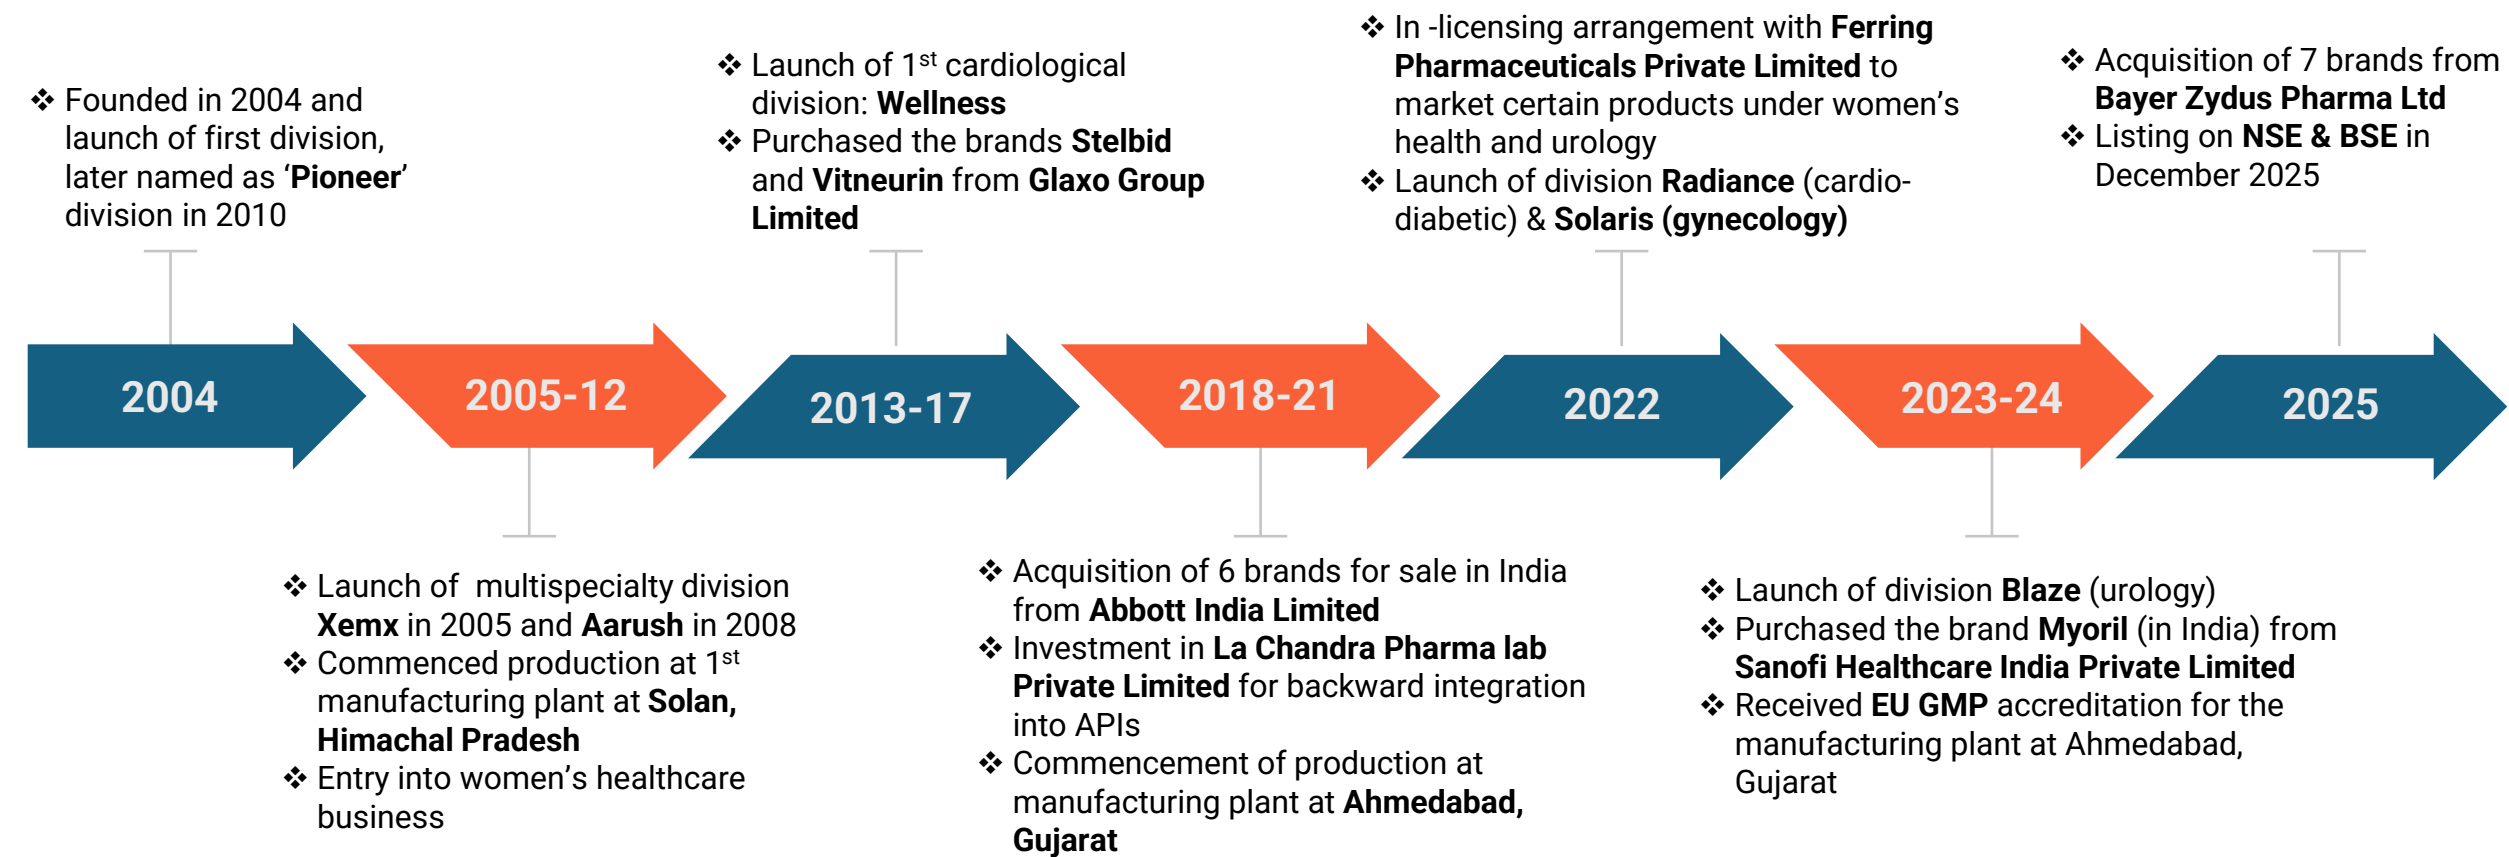 ❖ Founded in 2004 and
launch of first division,
later named as ‘Pioneer’
division in 2010
❖ Launch of 1st cardiological
division: Wellness
❖ Purchased the brands Stelbid
and Vitneurin from Glaxo Group
Limited
❖ In -licensing arrangement with Ferring
Pharmaceuticals Private Limited to
market certain products under women’s
health and urology
❖ Launch of division Radiance (cardio-
diabetic) & Solaris (gynecology)
❖ Acquisition of 7 brands from
Bayer Zydus Pharma Ltd
❖ Listing on NSE & BSE in
December 2025
2004
2005-12
2013-17
2018-21
2022
2023-24
2025
❖ Launch of  multispecialty division
Xemx in 2005 and Aarush in 2008
❖ Commenced production at 1st
manufacturing plant at Solan,
Himachal Pradesh
❖ Entry into women’s healthcare
business
❖ Acquisition of 6 brands for sale in India
from Abbott India Limited
❖ Investment in La Chandra Pharma lab
Private Limited for backward integration
into APIs
❖ Commencement of production at
manufacturing plant at Ahmedabad,
Gujarat
❖ Launch of division Blaze (urology)
❖ Purchased the brand Myoril (in India) from
Sanofi Healthcare India Private Limited
❖ Received EU GMP accreditation for the
manufacturing plant at Ahmedabad,
Gujarat